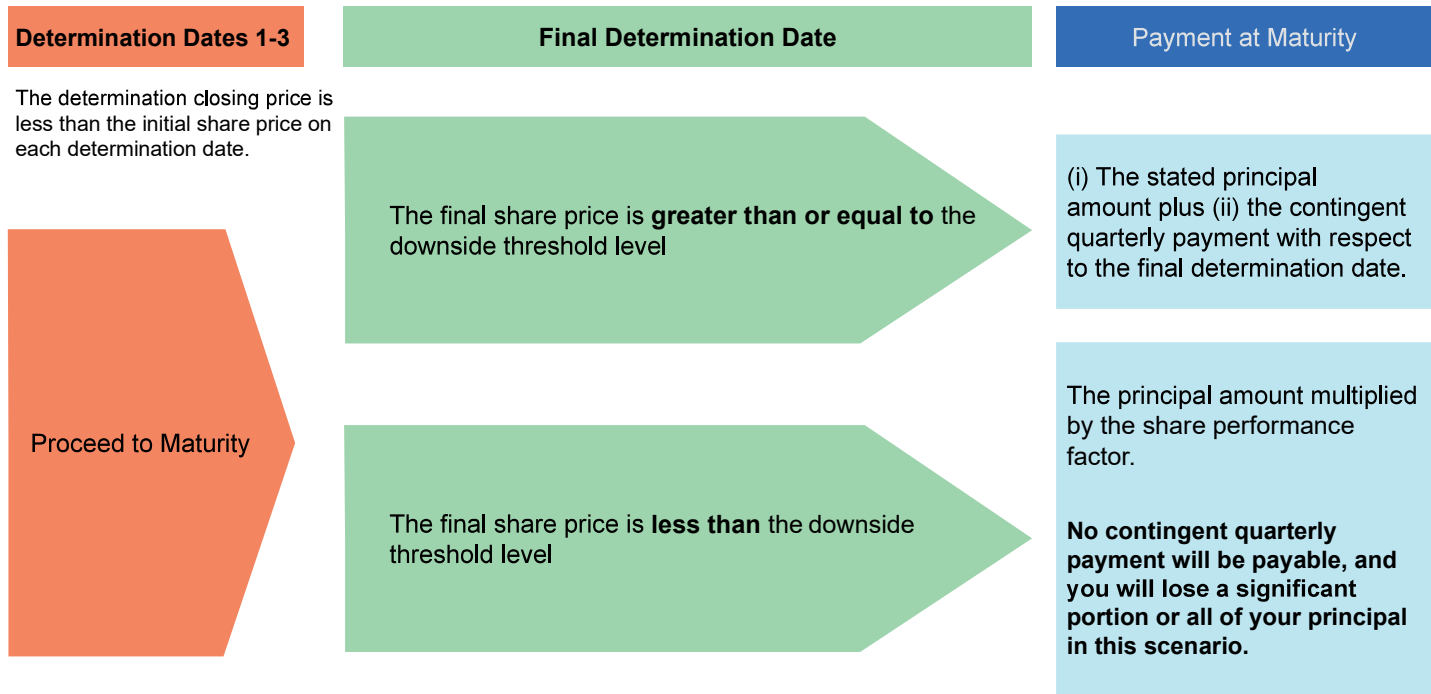 Determination Dates 1-3
Final Determination Date
Payment at Maturity
The determination closing price is
less than the initial share price on
each determination date.
Proceed to Maturity
The final share price is greater than or equal to the
downside threshold level
(i) The stated principal
amount plus (ii) the contingent
quarterly payment with respect
to the final determination date.
The final share price is less than the downside
threshold level
The principal amount multiplied
by the share performance
factor.
No contingent quarterly
payment will be payable, and
you will lose a significant
portion or all of your principal
in this scenario.